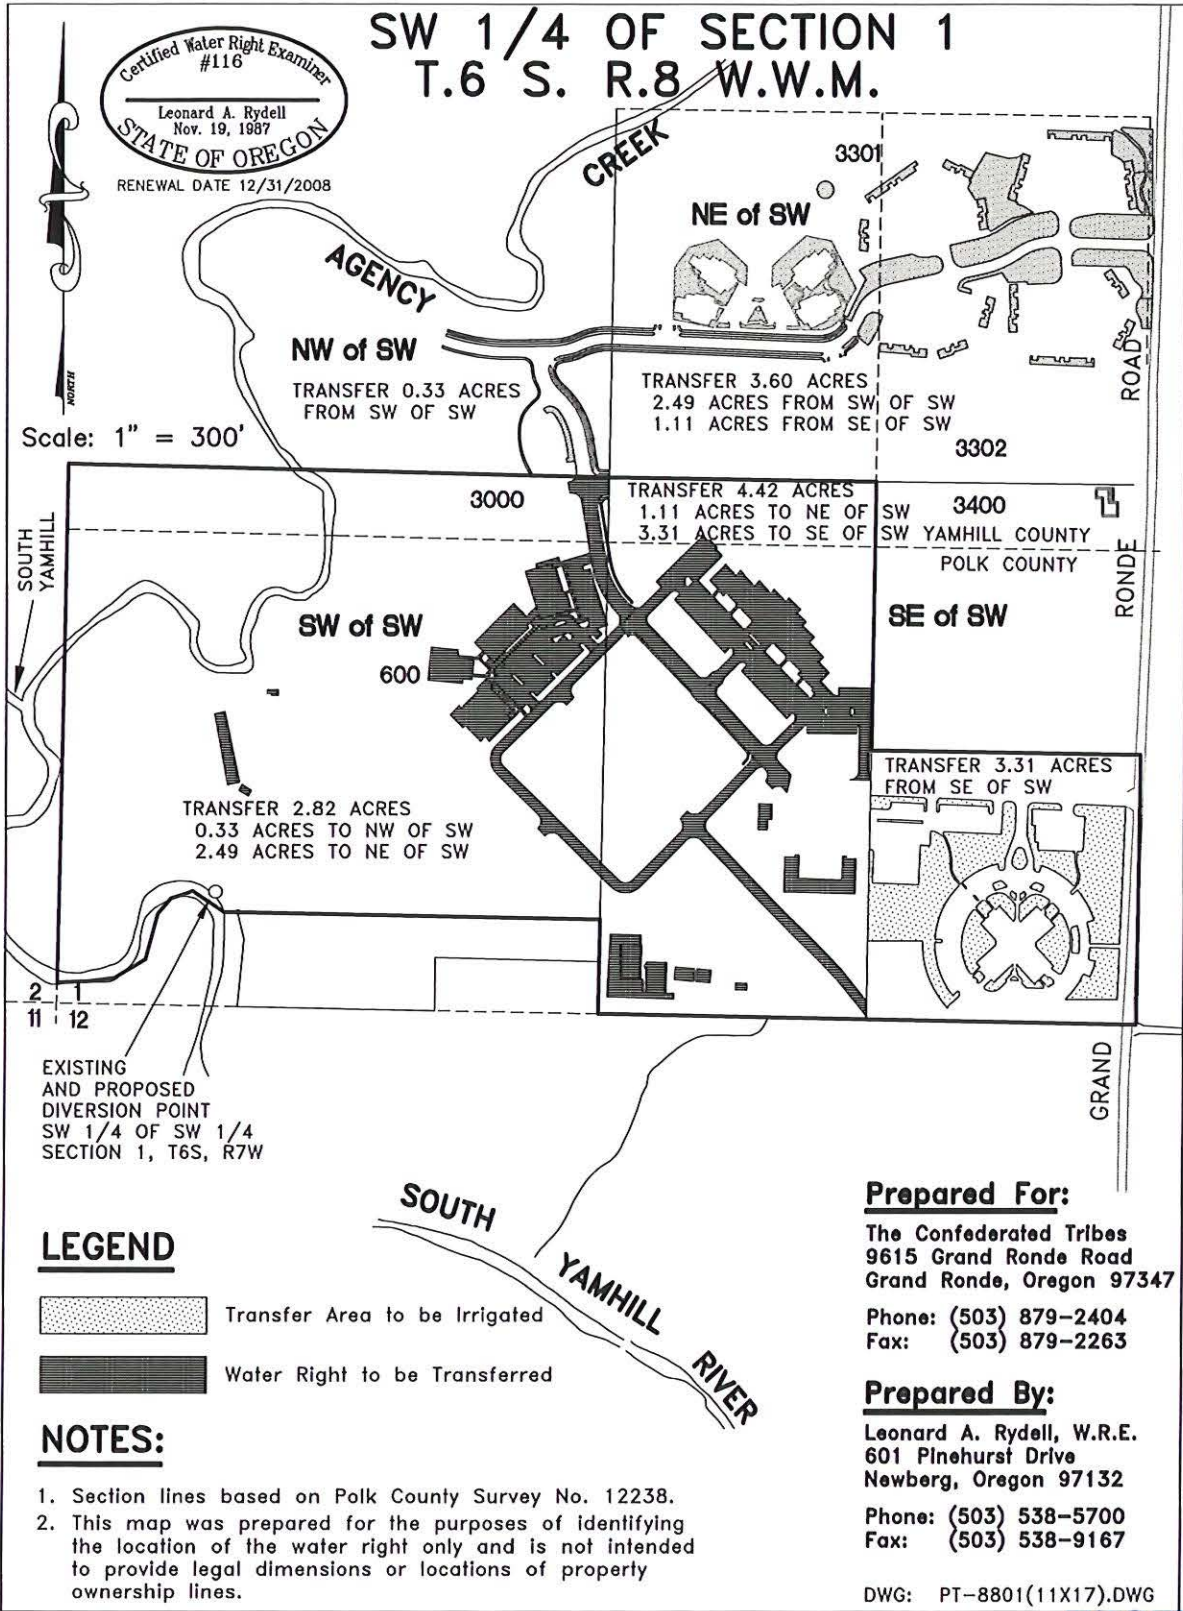 SW 1/4 OF SECTION 1
T.6 S. R.8 W.W.M.
Certified Water Right Examiner
#116
Leonard A. Rydell
Nov. 19, 1987
STATE OF OREGON
RENEWAL DATE 12/31/2008
NORTH
Scale: 1" = 300'
AGENCY
CREEK
3301
NE of SW
NW of SW
TRANSFER 0.33 ACRES
FROM SW OF SW
TRANSFER 3.60 ACRES
2.49 ACRES FROM SW OF SW
1.11 ACRES FROM SE OF SW
3302
ROAD
3000
TRANSFER 4.42 ACRES
1.11 ACRES TO NE OF SW
3.31 ACRES TO SE OF SW
3400
YAMHILL COUNTY
POLK COUNTY
SOUTH
YAMHILL
SW of SW
600
SE of SW
RONDE
TRANSFER 3.31 ACRES
FROM SE OF SW
TRANSFER 2.82 ACRES
0.33 ACRES TO NW OF SW
2.49 ACRES TO NE OF SW
2 1
11 12
EXISTING
AND PROPOSED
DIVERSION POINT
SW 1/4 OF SW 1/4
SECTION 1, T6S, R7W
GRAND
SOUTH
YAMHILL
RIVER
LEGEND
Transfer Area to be Irrigated
Water Right to be Transferred
NOTES:
1. Section lines based on Polk County Survey No. 12238.
2. This map was prepared for the purposes of identifying
the location of the water right only and is not intended
to provide legal dimensions or locations of property
ownership lines.
Prepared For:
The Confederated Tribes
9615 Grand Ronde Road
Grand Ronde, Oregon 97347
Phone: (503) 879-2404
Fax: (503) 879-2263
Prepared By:
Leonard A. Rydell, W.R.E.
601 Pinehurst Drive
Newberg, Oregon 97132
Phone: (503) 538-5700
Fax: (503) 538-9167
DWG: PT-8801(11X17).DWG